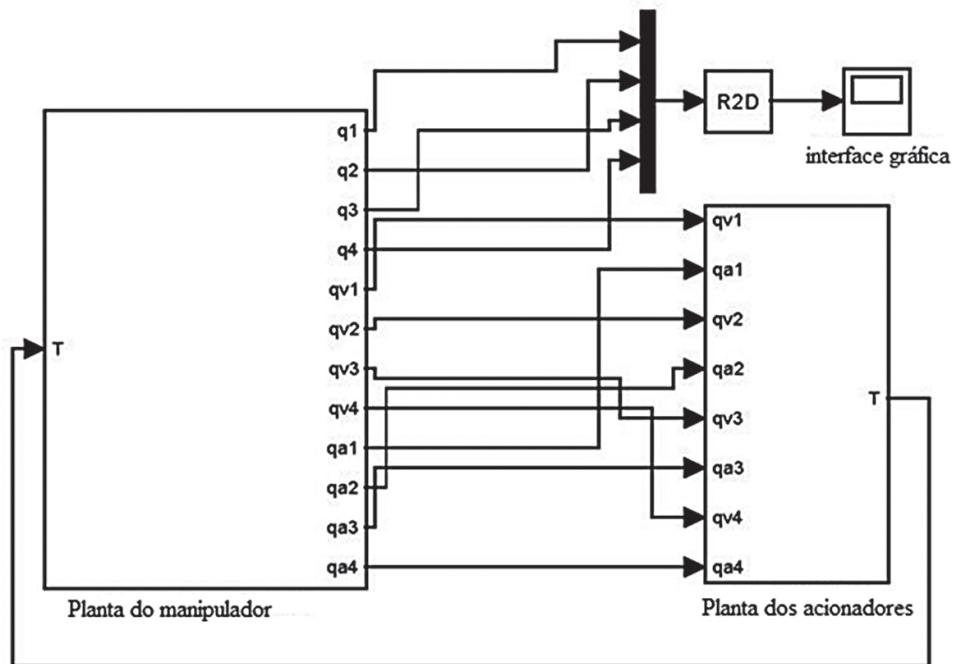 q1
q2
q3
q4
qv1
qv2
qv3
qv4
qa1
qa2
qa3
qa4
T
Planta do manipulador
R2D
interface gráfica
qv1
qa1
qv2
qa2
qv3
qa3
qv4
qa4
T
Planta dos acionadores